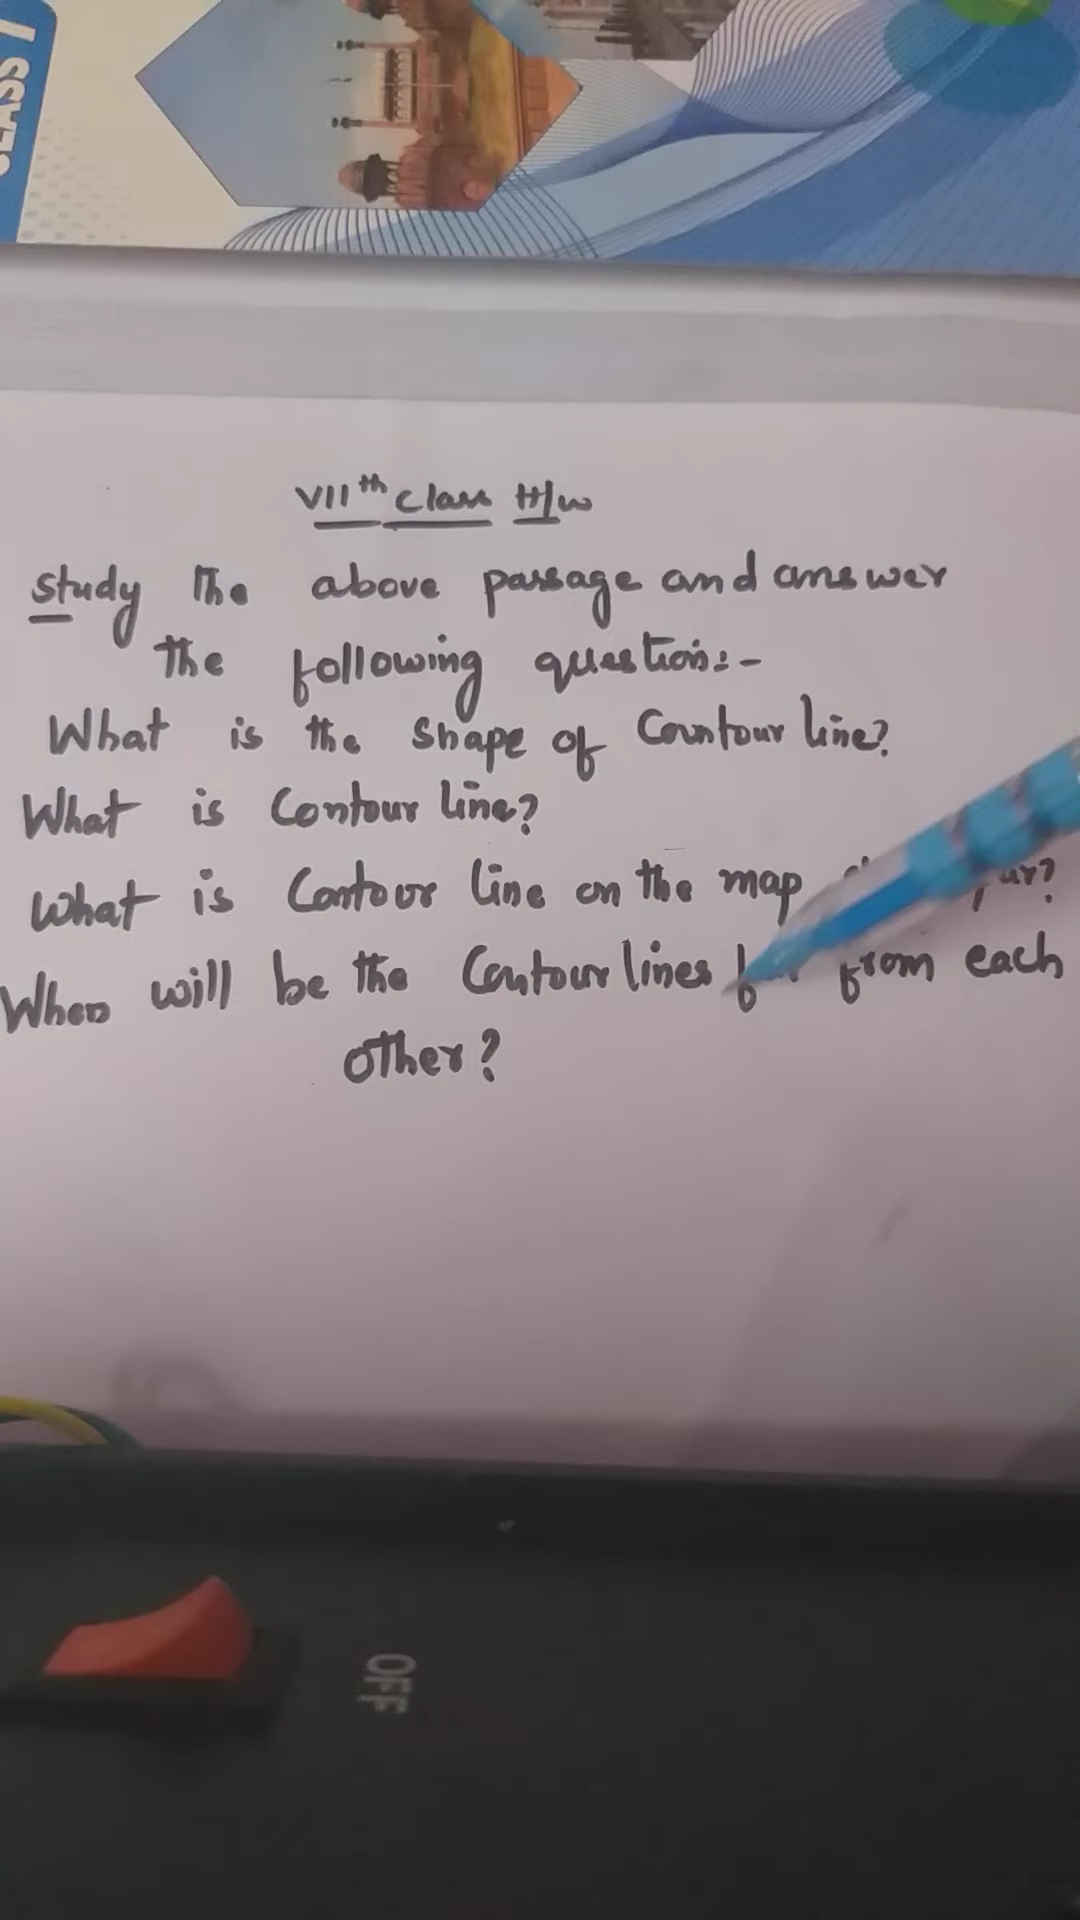 CLASS 7
VIIth Class H/W
Study the above passage and answer
the following question:-
What is the shape of Contour line?
What is Contour line?
What is Contour line on the map
When will be the Contour lines from each
other?
OFF